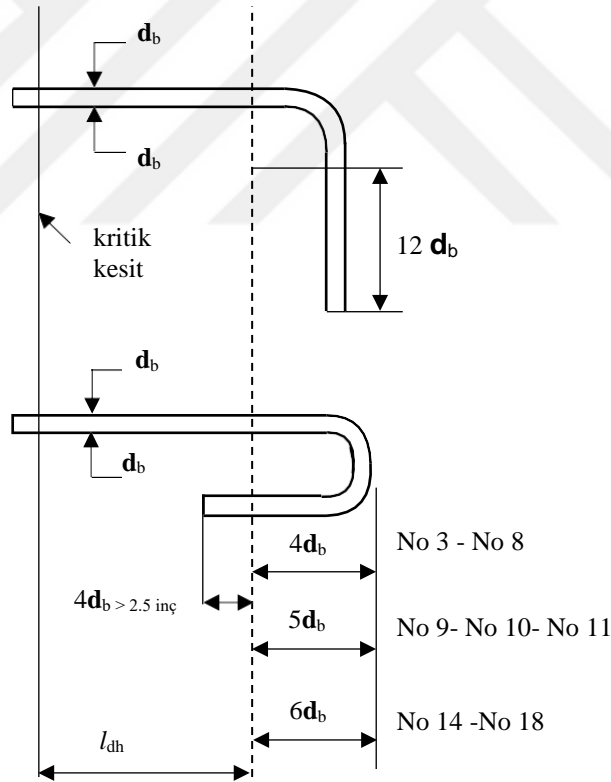 db
db
kritik
kesit
12 db
db
db
4db
No 3 - No 8
4db > 2.5 inç
5db
No 9- No 10- No 11
6db
No 14 -No 18
ldh